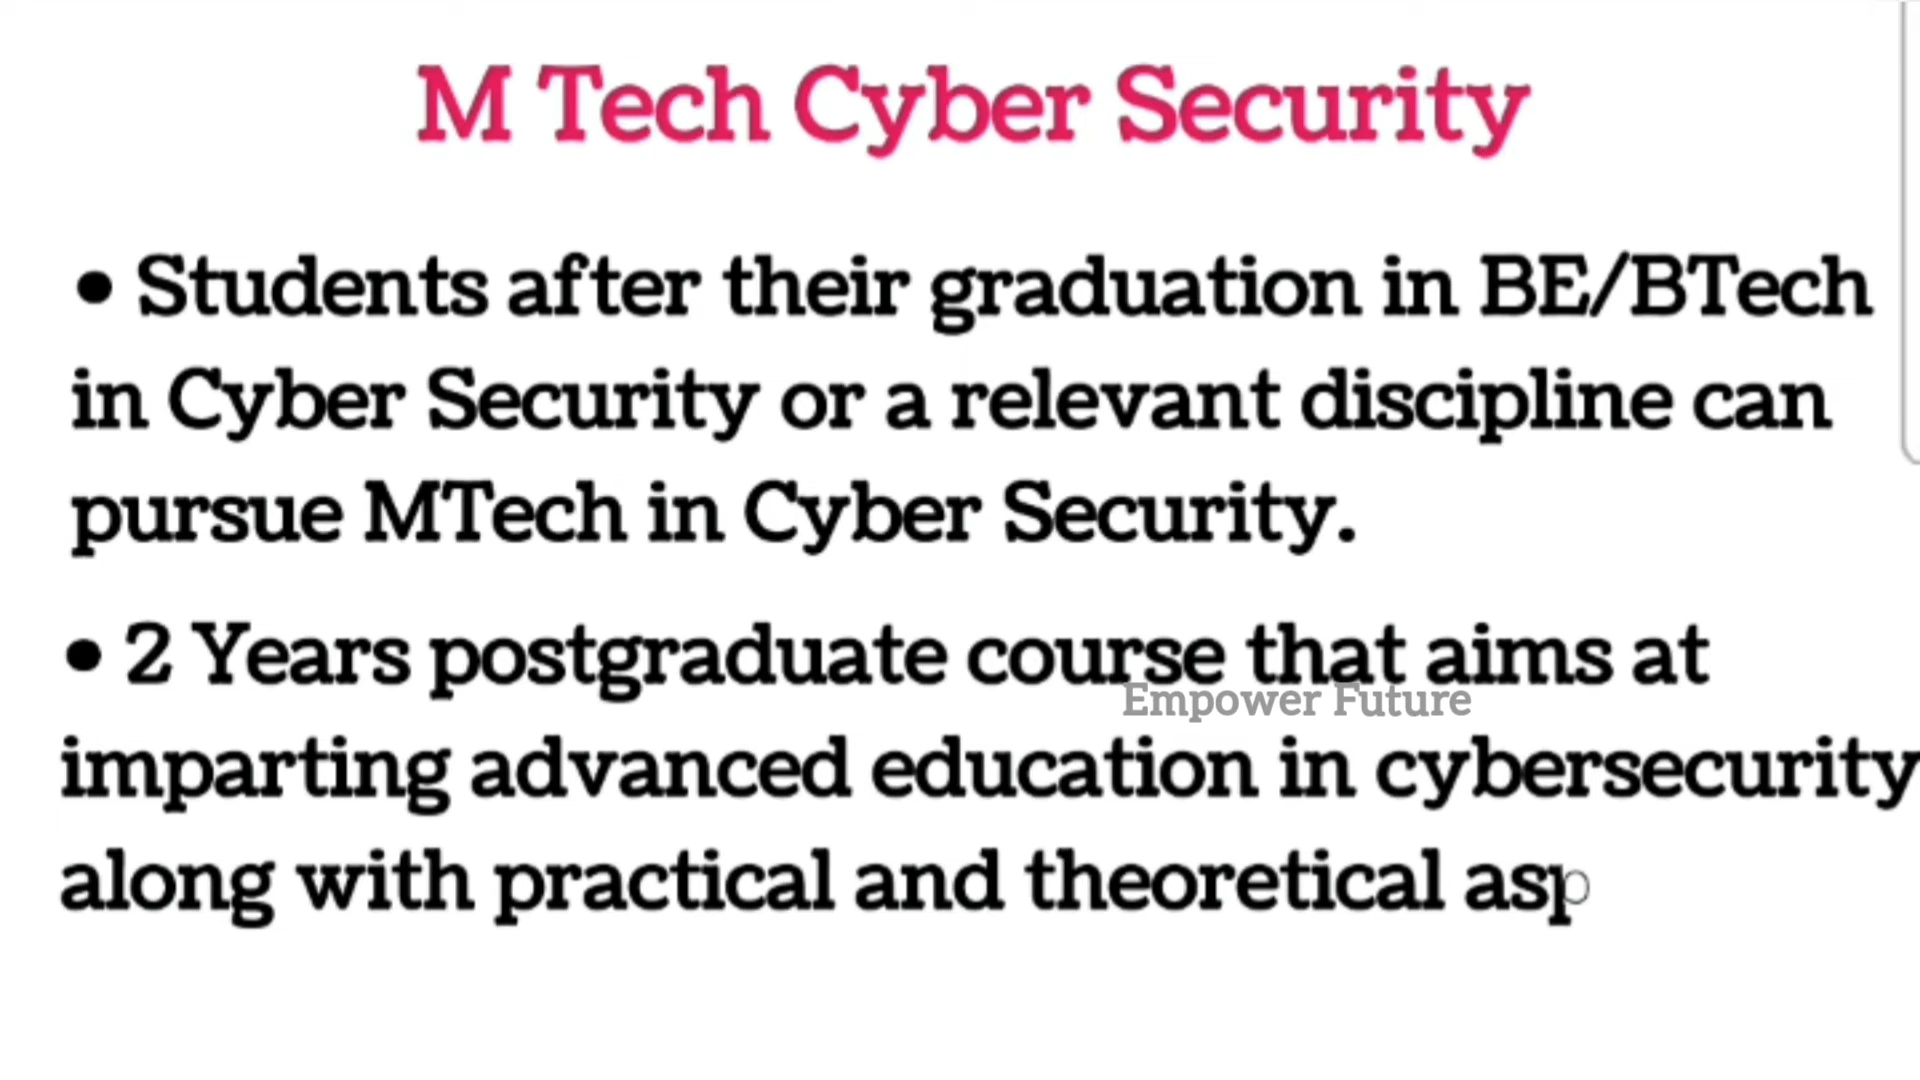 M Tech Cyber Security
• Students after their graduation in BE/BTech
in Cyber Security or a relevant discipline can
pursue MTech in Cyber Security.
• 2 Years postgraduate course that aims at
Empower Future
imparting advanced education in cybersecurity
along with practical and theoretical asp